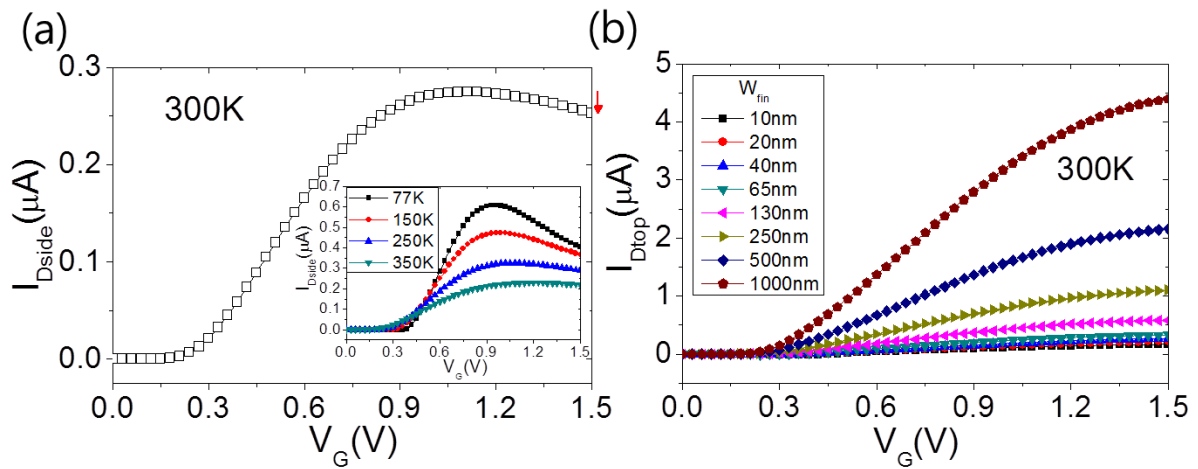 (a)
300K
I_Dside(μA)
0.3
0.2
0.1
0.0
0.0 0.3 0.6 0.9 1.2 1.5
V_G(V)
I_Dside(μA)
0.7
0.6
0.5
0.4
0.3
0.2
0.1
0.0
77K
150K
250K
350K
0.0 0.3 0.6 0.9 1.2 1.5
V_G(V)
(b)
I_Dtop(μA)
5
4
3
2
1
0
W_fin
10nm
20nm
40nm
65nm
130nm
250nm
500nm
1000nm
300K
0.0 0.3 0.6 0.9 1.2 1.5
V_G(V)